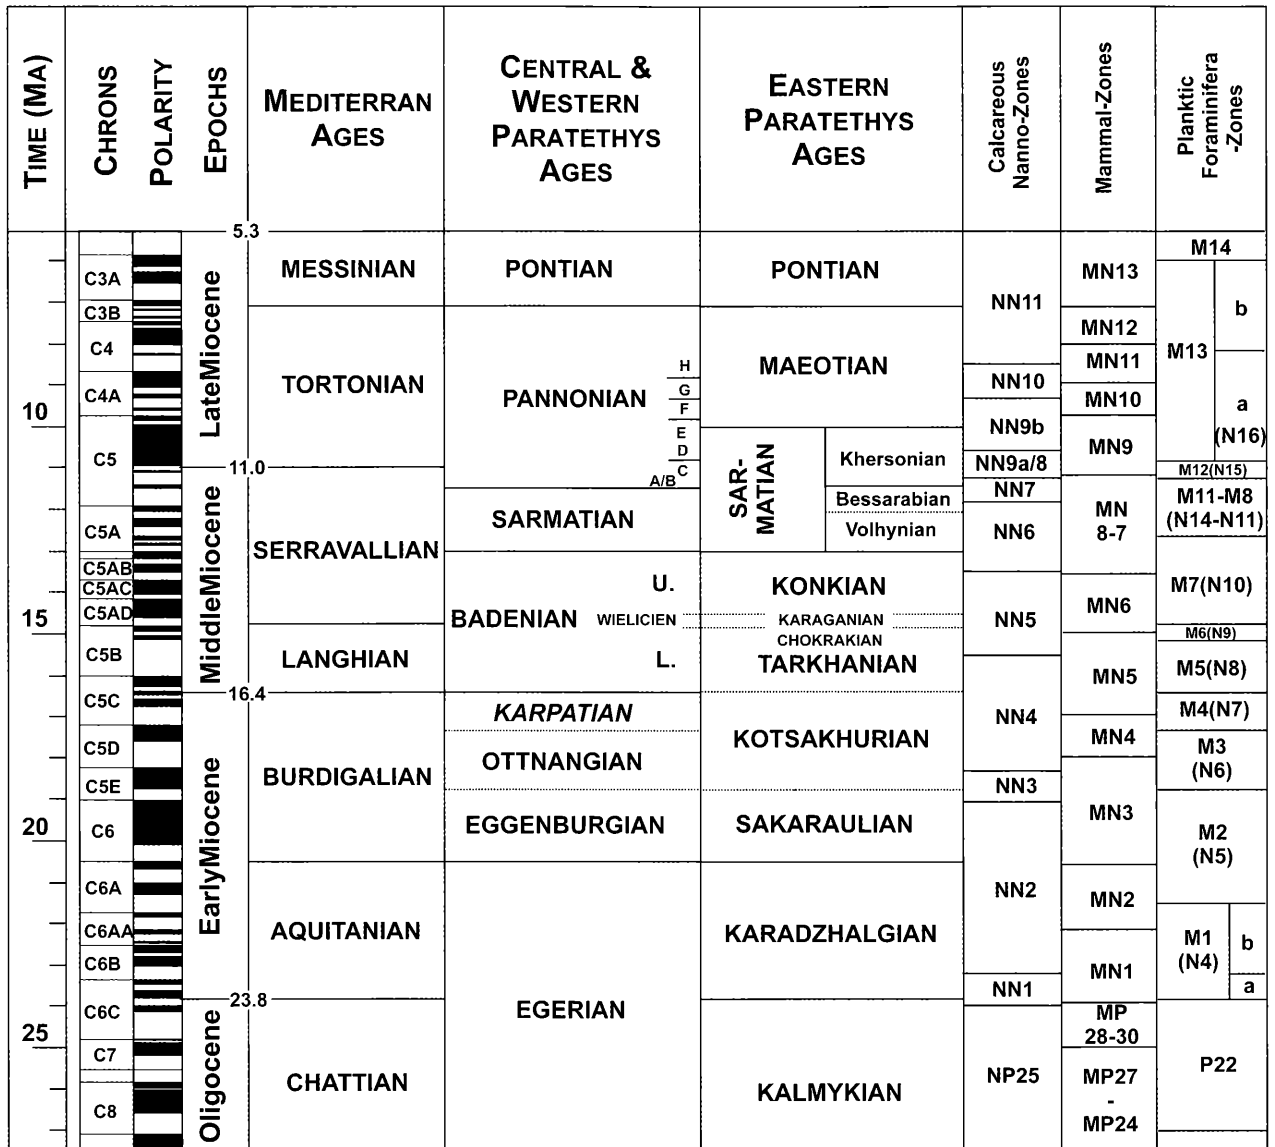 TIME (MA)
CHRONS
POLARITY
EPOCHS
MEDITERRAN
AGES
CENTRAL &
WESTERN
PARATETHYS
AGES
EASTERN
PARATETHYS
AGES
Calcareous
Nanno-Zones
Mammal-Zones
Planktic
Foraminifera
-Zones
10
15
20
25
C3A
C3B
C4
C4A
C5
C5A
C5AB
C5AC
C5AD
C5B
C5C
C5D
C5E
C6
C6A
C6AA
C6B
C6C
C7
C8
5.3
LateMiocene
11.0
MiddleMiocene
16.4
EarlyMiocene
23.8
Oligocene
MESSINIAN
TORTONIAN
SERRAVALLIAN
LANGHIAN
BURDIGALIAN
AQUITANIAN
CHATTIAN
PONTIAN
PANNONIAN
H
G
F
E
D
C
A/B
SARMATIAN
U.
BADENIAN
WIELICIEN
L.
KARPATIAN
OTTNANGIAN
EGGENBURGIAN
EGERIAN
PONTIAN
MAEOTIAN
SAR-
MATIAN
Khersonian
Bessarabian
Volhynian
KONKIAN
KARAGANIAN
CHOKRAKIAN
TARKHANIAN
KOTSAKHURIAN
SAKARAULIAN
KARADZHALGIAN
KALMYKIAN
NN11
NN10
NN9b
NN9a/8
NN7
NN6
NN5
NN4
NN3
NN2
NN1
NP25
MN13
MN12
MN11
MN10
MN9
MN
8-7
MN6
MN5
MN4
MN3
MN2
MN1
MP
28-30
MP27
-
MP24
M14
M13
b
a
(N16)
M12(N15)
M11-M8
(N14-N11)
M7(N10)
M6(N9)
M5(N8)
M4(N7)
M3
(N6)
M2
(N5)
M1
(N4)
b
a
P22